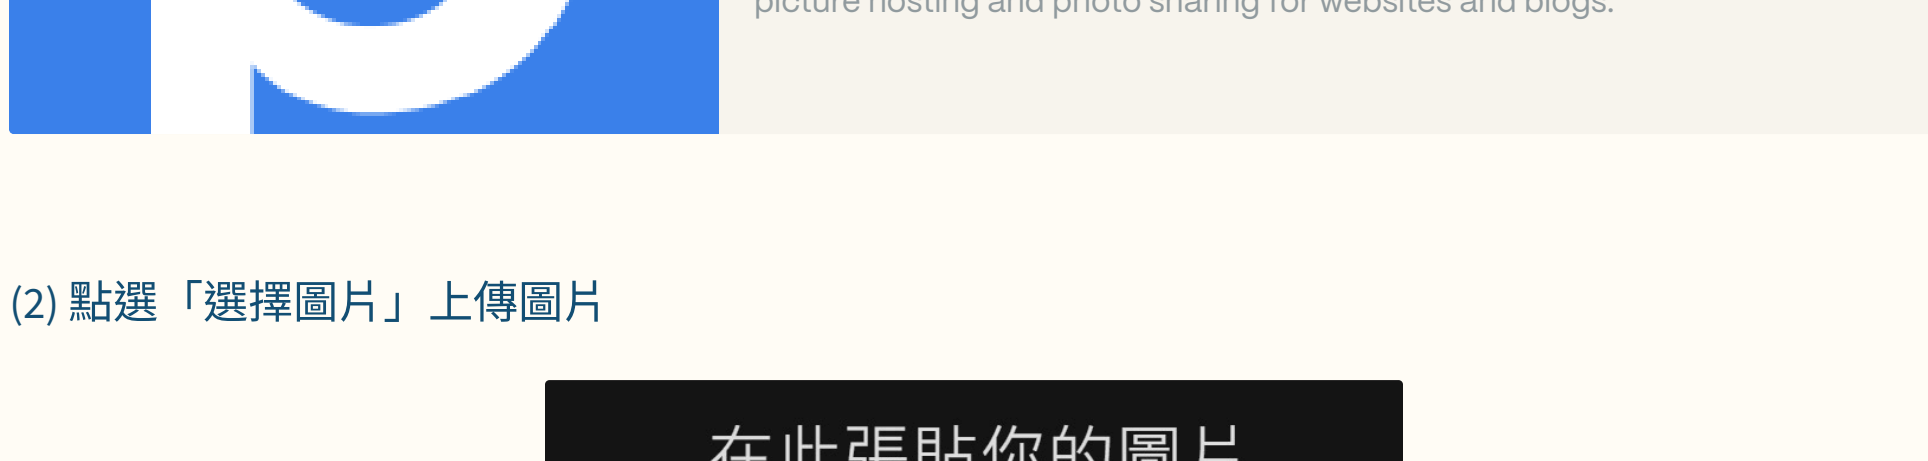 picture hosting and photo sharing for websites and blogs.
(2) 點選「選擇圖片」上傳圖片
在此張貼你的圖片